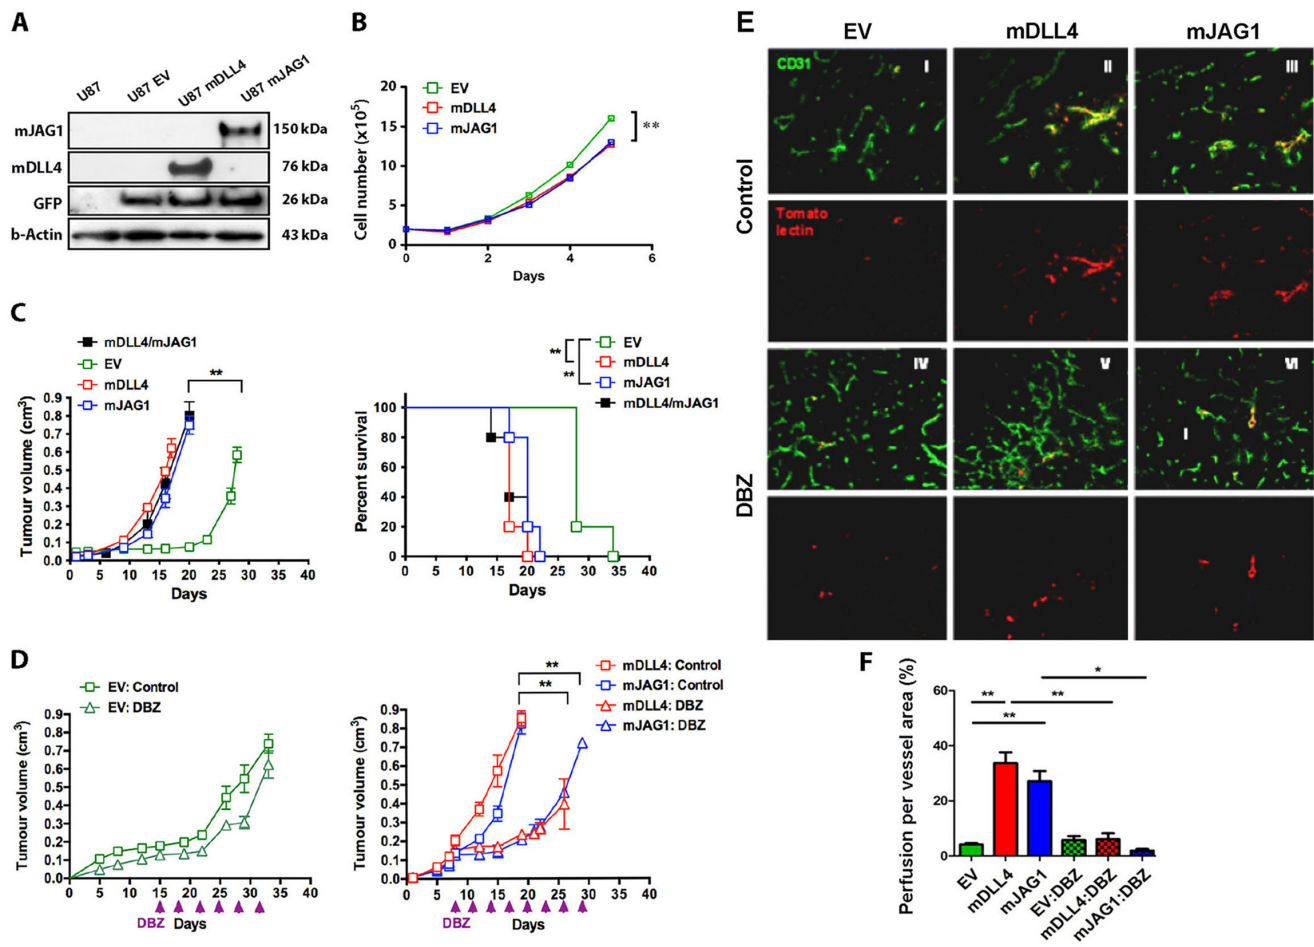 A
U87
U87 EV
U87 mDLL4
U87 mJAG1
mJAG1
150 kDa
mDLL4
76 kDa
GFP
26 kDa
b-Actin
43 kDa
B
Cell number (x10⁵)
20
15
10
5
0
0 2 4 6
Days
EV
mDLL4
mJAG1
**
C
mDLL4/mJAG1
EV
mDLL4
mJAG1
**
Tumour volume (cm³)
0.9
0.8
0.7
0.6
0.5
0.4
0.3
0.2
0.1
0.0
0 5 10 15 20 25 30 35 40
Days
**
**
EV
mDLL4
mJAG1
mDLL4/mJAG1
Percent survival
100
80
60
40
20
0
0 5 10 15 20 25 30 35 40
Days
D
EV: Control
EV: DBZ
Tumour volume (cm³)
0.9
0.8
0.7
0.6
0.5
0.4
0.3
0.2
0.1
0.0
0 5 10 15 20 25 30 35 40
DBZ Days
**
**
mDLL4: Control
mJAG1: Control
mDLL4: DBZ
mJAG1: DBZ
Tumour volume (cm³)
0.9
0.8
0.7
0.6
0.5
0.4
0.3
0.2
0.1
0.0
0 5 10 15 20 25 30 35 40
DBZ Days
E
EV mDLL4 mJAG1
Control
CD31
I
II
III
Tomato
lectin
DBZ
IV
V
VI
I
F
Perfusion per vessel area (%)
60
40
20
0
*
** **
**
EV
mDLL4
mJAG1
EV:DBZ
mDLL4:DBZ
mJAG1:DBZ